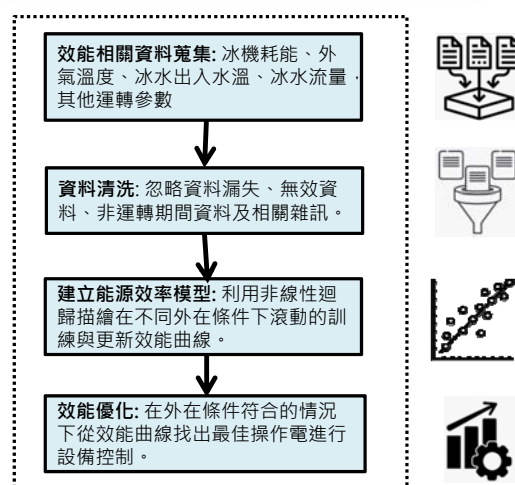 效能相關資料蒐集: 冰機耗能、外
氣溫度、冰水出入水溫、冰水流量、
其他運轉參數
資料清洗: 忽略資料漏失、無效資
料、非運轉期間資料及相關雜訊。
建立能源效率模型: 利用非線性迴
歸描繪在不同外在條件下滾動的訓
練與更新效能曲線。
效能優化: 在外在條件符合的情況
下從效能曲線找出最佳操作電進行
設備控制。